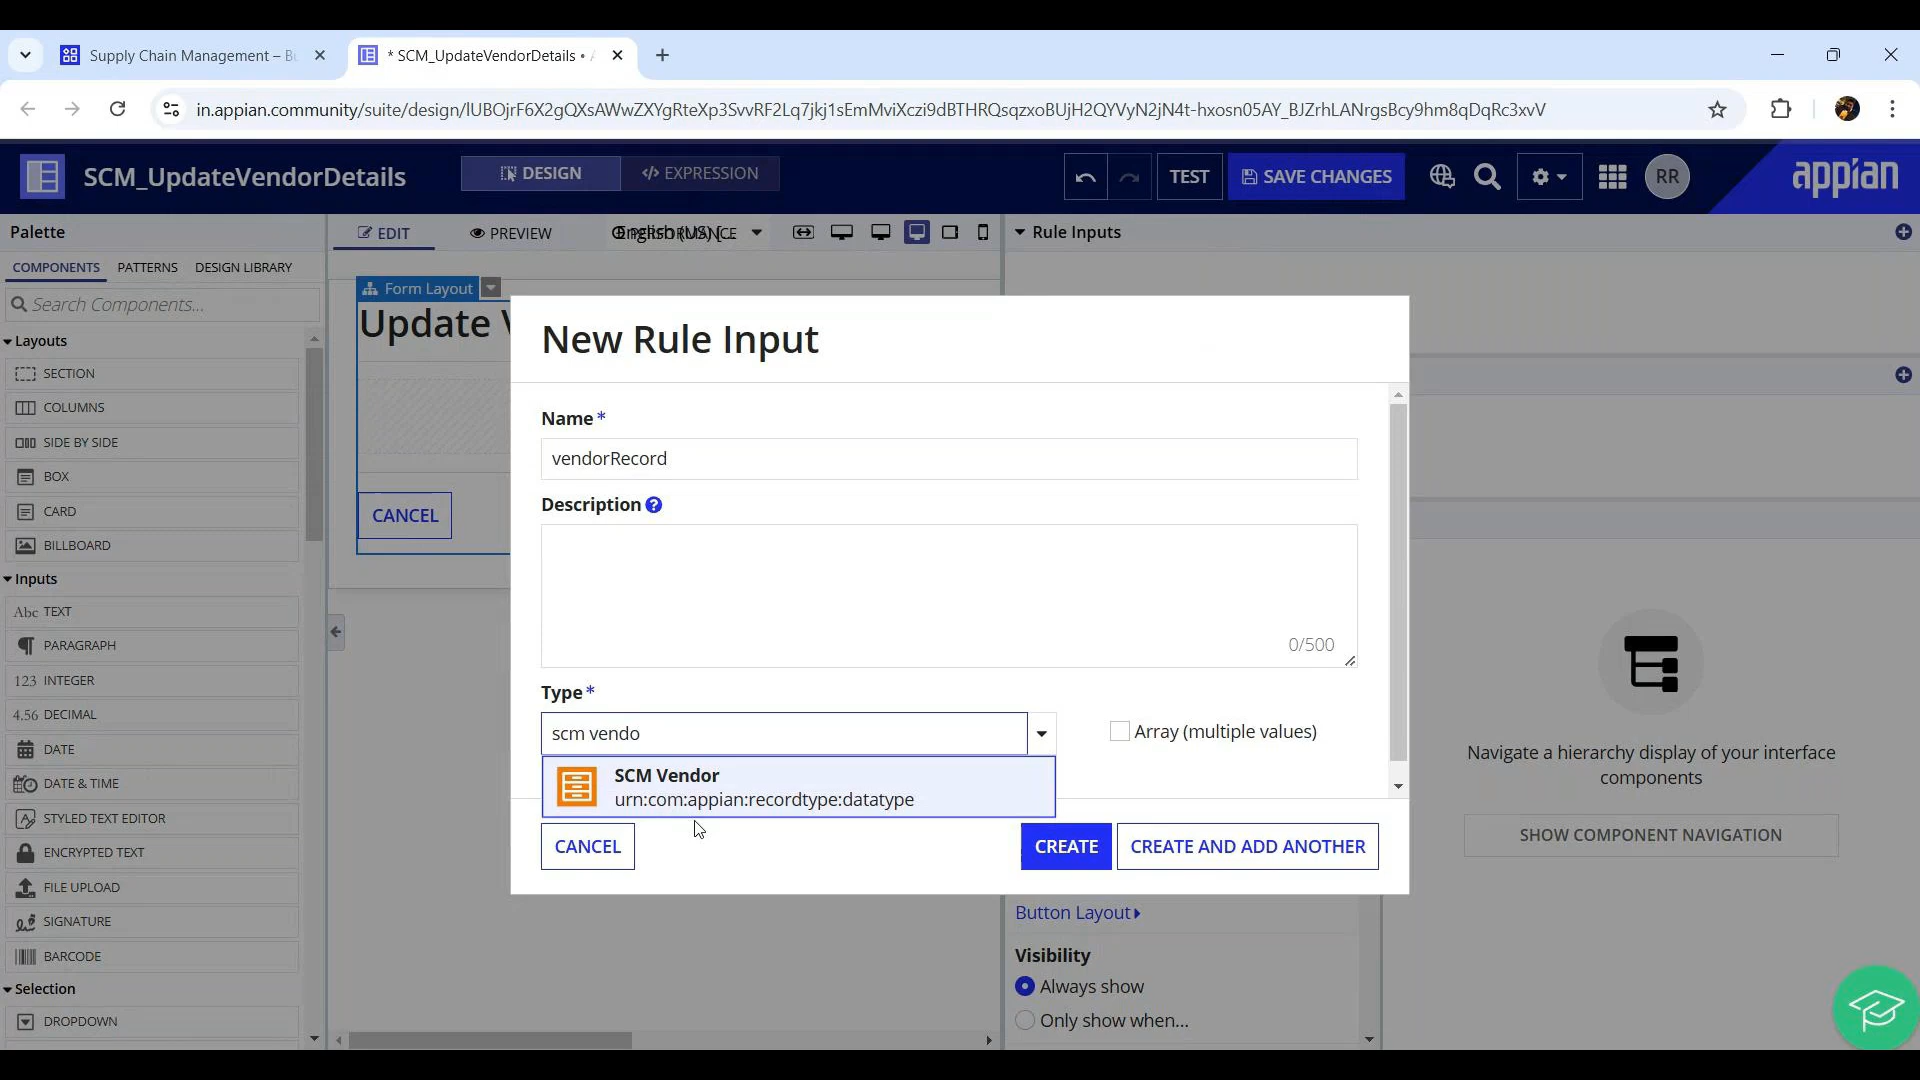 Supply Chain Management – Bu
* SCM_UpdateVendorDetails • A
in.appian.community/suite/design/lUBOjrF6X2gQXsAWwZXYgRteXp3SvvRF2Lq7jkj1sEmMviXczi9dBTHRQsqzxoBUjH2QYVyN2jN4t-hxosn05AY_BJZrhLANrgsBcy9hm8qDqRc3xvV
SCM_UpdateVendorDetails
DESIGN
</> EXPRESSION
TEST
SAVE CHANGES
RR
appian
Palette
EDIT
PREVIEW
English (US) [...
PERFORMANCE
Rule Inputs
COMPONENTS
PATTERNS
DESIGN LIBRARY
Search Components...
Form Layout
Update V
Layouts
SECTION
COLUMNS
SIDE BY SIDE
BOX
CARD
BILLBOARD
CANCEL
Inputs
Abc TEXT
PARAGRAPH
123 INTEGER
4.56 DECIMAL
DATE
DATE & TIME
STYLED TEXT EDITOR
ENCRYPTED TEXT
FILE UPLOAD
SIGNATURE
BARCODE
Selection
DROPDOWN
New Rule Input
Name *
vendorRecord
Description
0/500
Type *
scm vendo
Array (multiple values)
SCM Vendor
urn:com:appian:recordtype:datatype
CANCEL
CREATE
CREATE AND ADD ANOTHER
Navigate a hierarchy display of your interface
components
SHOW COMPONENT NAVIGATION
Button Layout
Visibility
Always show
Only show when...